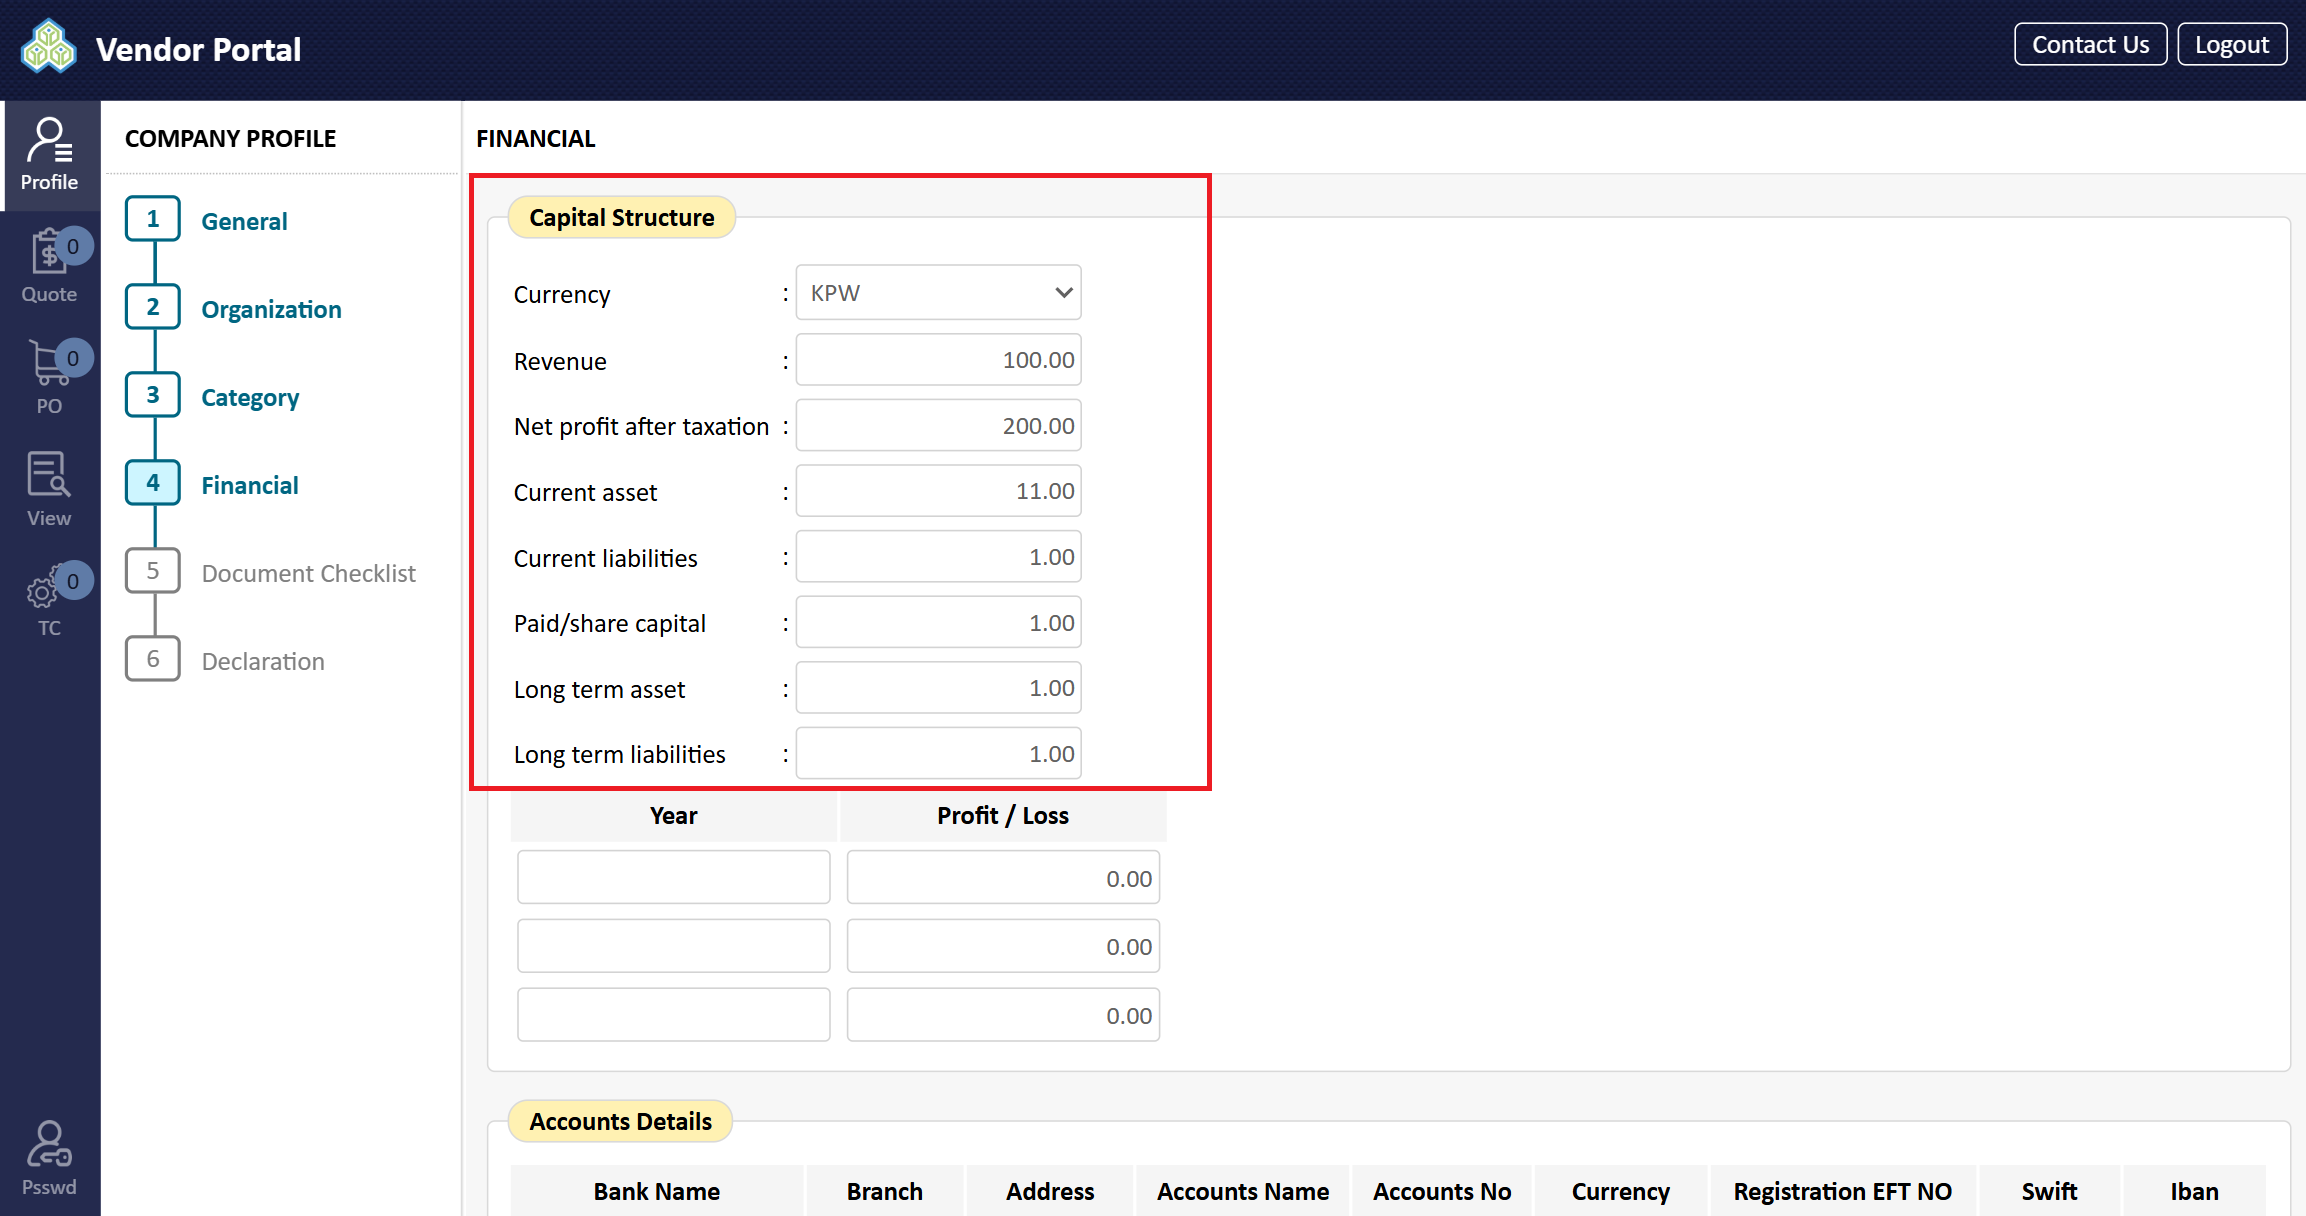 Vendor Portal
Contact Us
Logout
Profile
0
Quote
0
PO
View
0
TC
Psswd
COMPANY PROFILE
1 General
2 Organization
3 Category
4 Financial
5 Document Checklist
6 Declaration
FINANCIAL
Capital Structure
Currency : KPW
Revenue : 100.00
Net profit after taxation : 200.00
Current asset : 11.00
Current liabilities : 1.00
Paid/share capital : 1.00
Long term asset : 1.00
Long term liabilities : 1.00
Year Profit / Loss
0.00
0.00
0.00
Accounts Details
Bank Name Branch Address Accounts Name Accounts No Currency Registration EFT NO Swift Iban